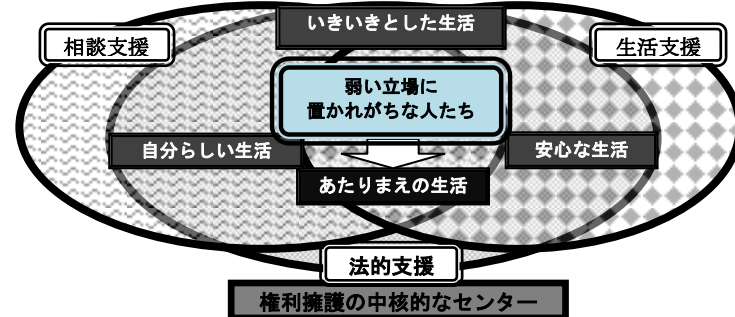 いきいきとした生活
相談支援
生活支援
弱い立場に
置かれがちな人たち
自分らしい生活
安心な生活
あたりまえの生活
法的支援
権利擁護の中核的なセンター